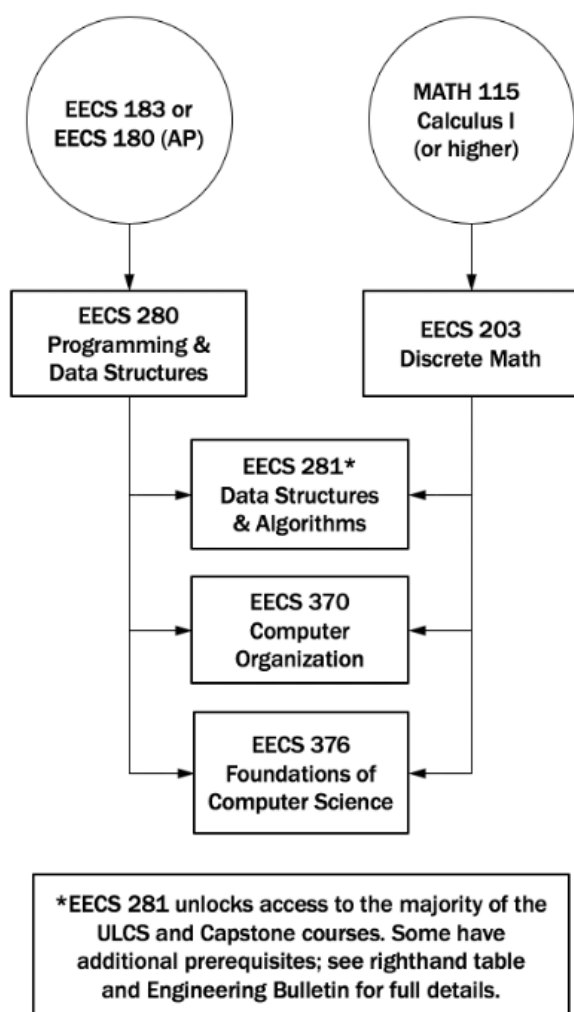 EECS 183 or
EECS 180 (AP)
MATH 115
Calculus I
(or higher)
EECS 280
Programming &
Data Structures
EECS 203
Discrete Math
EECS 281*
Data Structures
& Algorithms
EECS 370
Computer
Organization
EECS 376
Foundations of
Computer Science
*EECS 281 unlocks access to the majority of the
ULCS and Capstone courses. Some have
additional prerequisites; see righthand table
and Engineering Bulletin for full details.